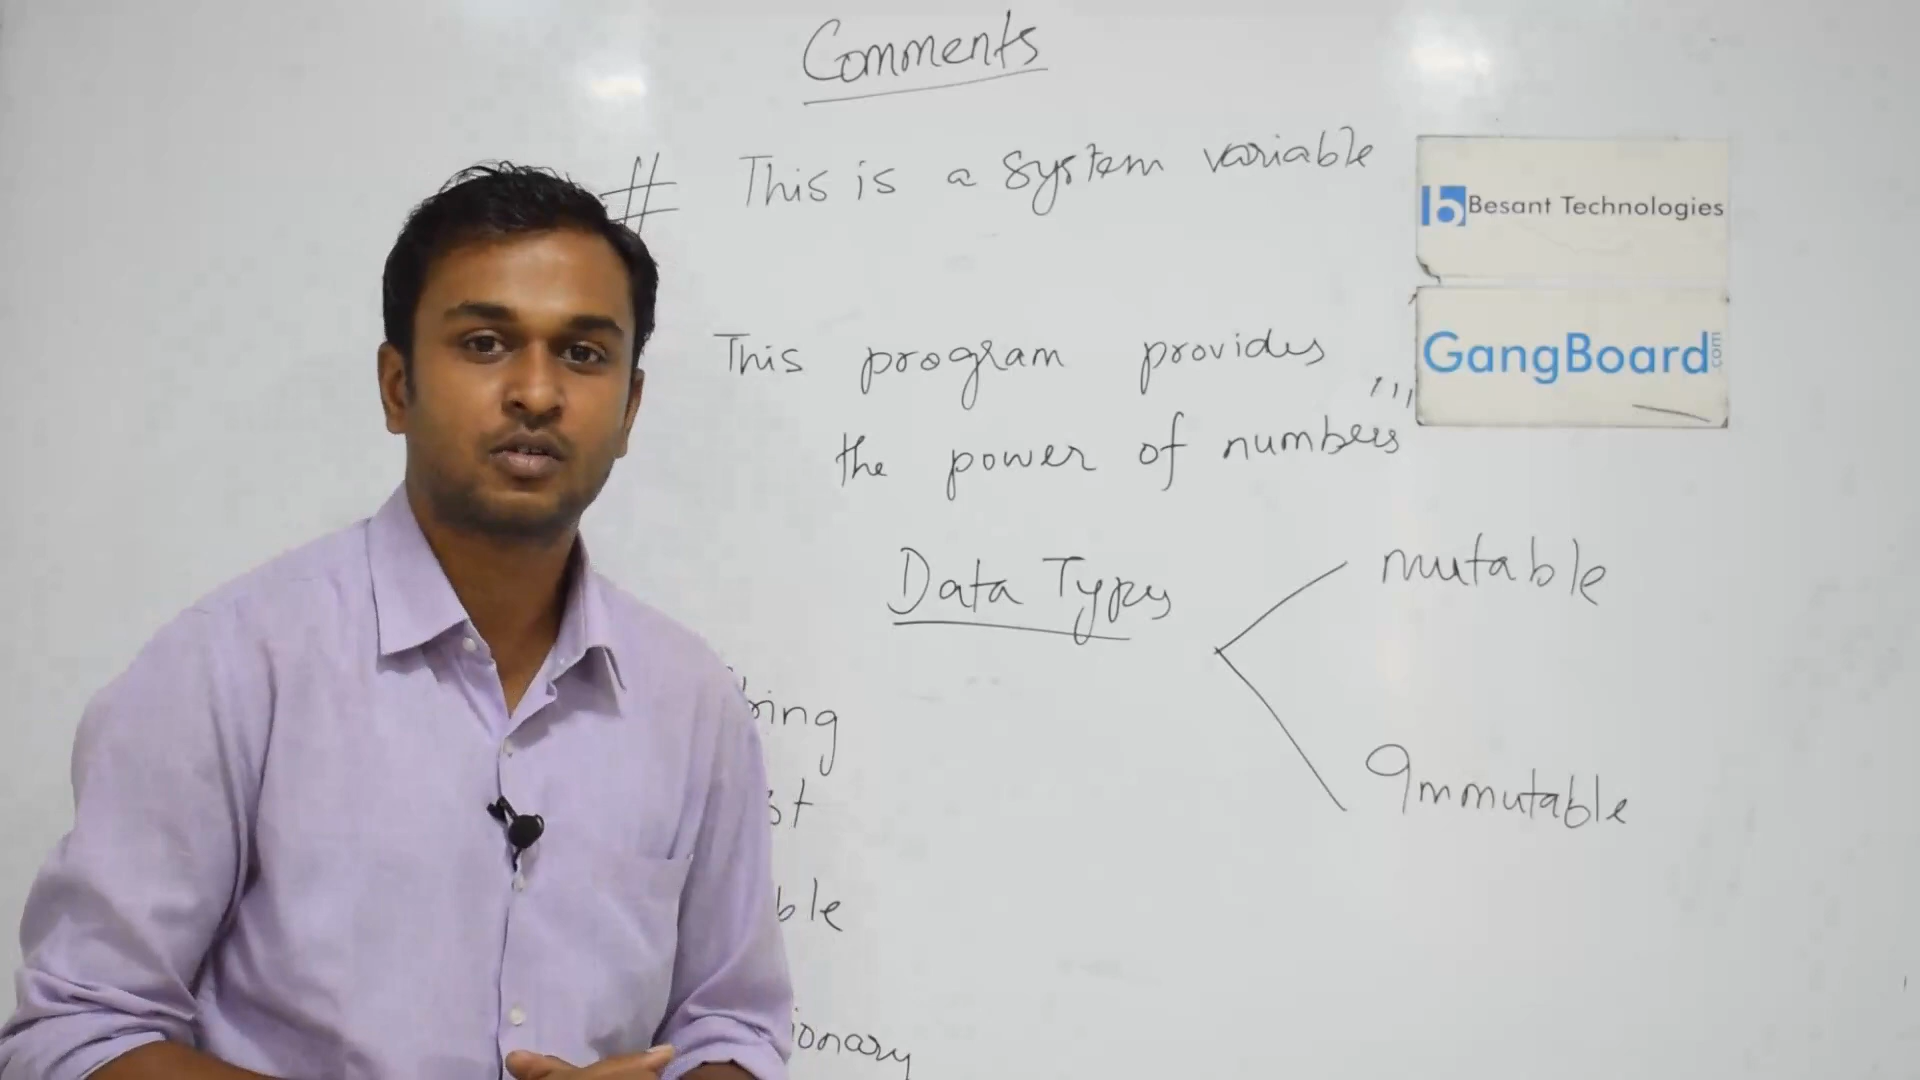 Comments
# This is a system variable
Besant Technologies
GangBoard.com
This program provides
the power of numbers '''
Data Types
mutable
Immutable